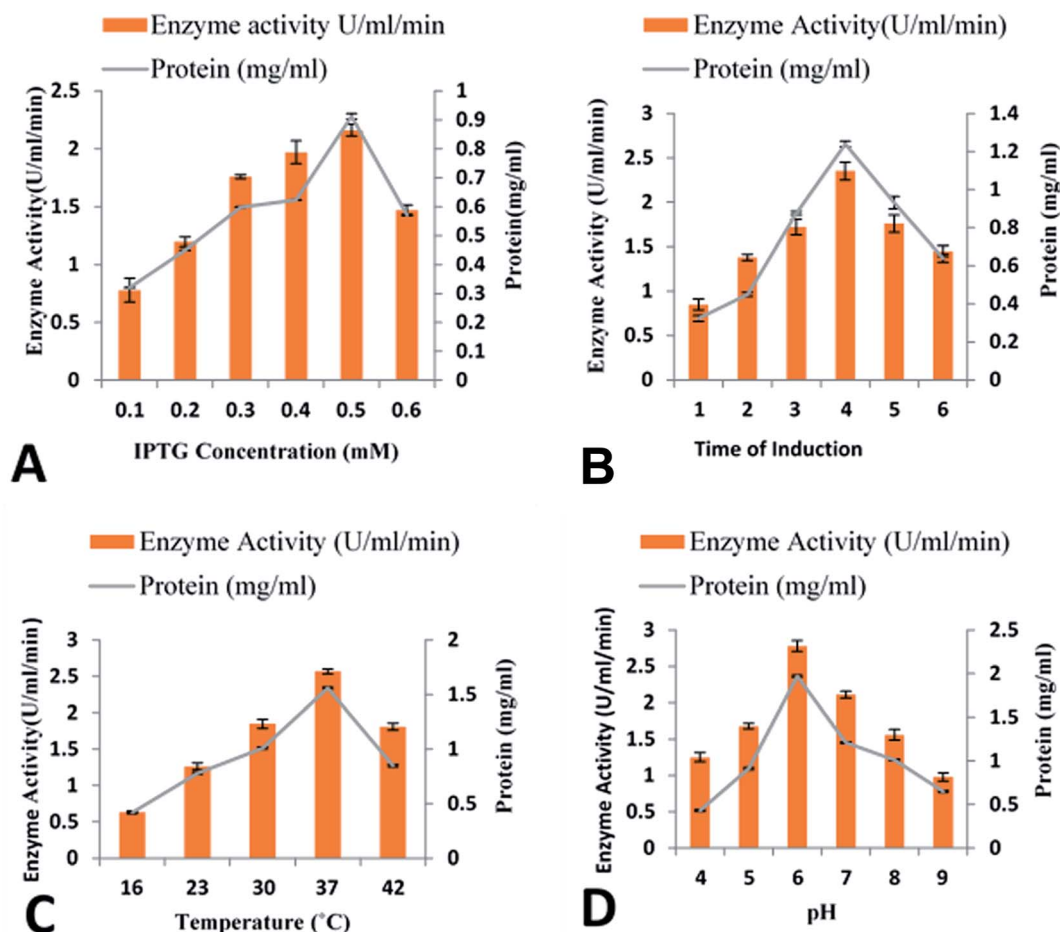 Enzyme activity U/ml/min
Protein (mg/ml)
Enzyme Activity(U/ml/min)
2.5
2
1.5
1
0.5
0
1
0.9
0.8
0.7
0.6
0.5
0.4
0.3
0.2
0.1
0
Protein(mg/ml)
0.1 0.2 0.3 0.4 0.5 0.6
IPTG Concentration (mM)
A
Enzyme Activity(U/ml/min)
Protein (mg/ml)
Enzyme Activity (U/ml/min)
3
2.5
2
1.5
1
0.5
0
1.4
1.2
1
0.8
0.6
0.4
0.2
0
Protein (mg/ml)
1 2 3 4 5 6
Time of Induction
B
Enzyme Activity (U/ml/min)
Protein (mg/ml)
Enzyme Activity(U/ml/min)
3
2.5
2
1.5
1
0.5
0
2
1.5
1
0.5
0
Protein (mg/ml)
16 23 30 37 42
Temperature (˚C)
C
Enzyme Activity (U/ml/min)
Protein (mg/ml)
Enzyme Activity (U/ml/min)
3
2.5
2
1.5
1
0.5
0
2.5
2
1.5
1
0.5
0
Protein (mg/ml)
4 5 6 7 8 9
pH
D